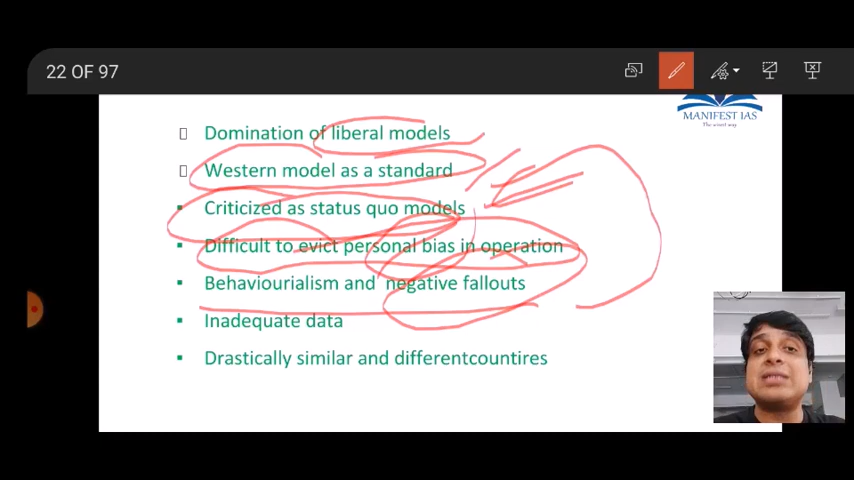 22 OF 97
MANIFEST IAS
The smart way
Domination of liberal models
Western model as a standard
Criticized as status quo models
Difficult to evict personal bias in operation
Behaviourialism and negative fallouts
Inadequate data
Drastically similar and differentcountires